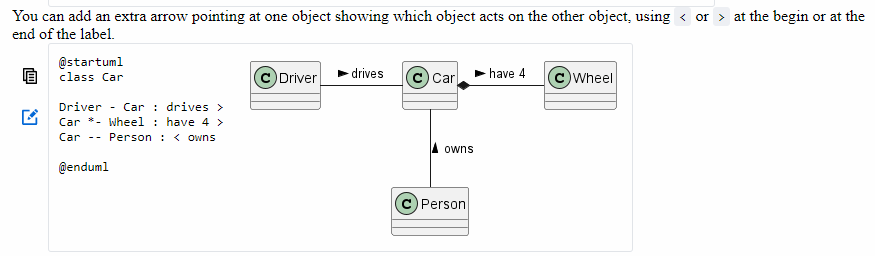 You can add an extra arrow pointing at one object showing which object acts on the other object, using < or > at the begin or at the
end of the label.
@startuml
class Car
Driver - Car : drives >
Car *- Wheel : have 4 >
Car -- Person : < owns
@enduml
C Driver
drives
C Car
have 4
C Wheel
owns
C Person